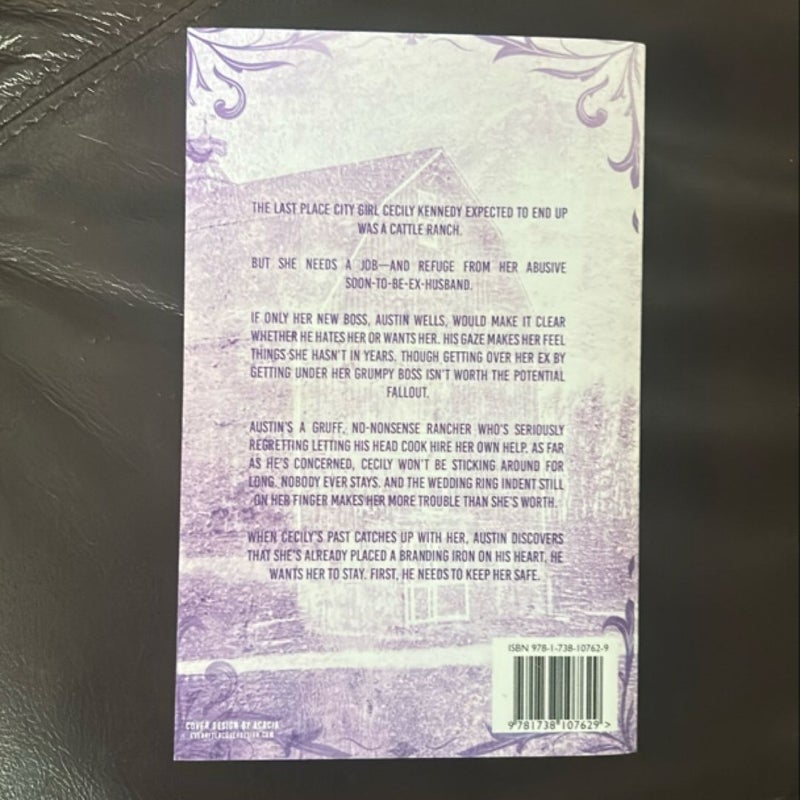 THE LAST PLACE CITY GIRL CECILY KENNEDY EXPECTED TO END UP
WAS A CATTLE RANCH.
BUT SHE NEEDS A JOB—AND REFUGE FROM HER ABUSIVE
SOON-TO-BE-EX-HUSBAND.
IF ONLY HER NEW BOSS, AUSTIN WELLS, WOULD MAKE IT CLEAR
WHETHER HE HATES HER OR WANTS HER. HIS GAZE MAKES HER FEEL
THINGS SHE HASN'T IN YEARS. THOUGH GETTING OVER HER EX BY
GETTING UNDER HER GRUMPY BOSS ISN'T WORTH THE POTENTIAL
FALLOUT.
AUSTIN'S A GRUFF, NO-NONSENSE RANCHER WHO'S SERIOUSLY
REGRETTING LETTING HIS HEAD COOK HIRE HER OWN HELP. AS FAR
AS HE'S CONCERNED, CECILY WON'T BE STICKING AROUND FOR
LONG. NOBODY EVER STAYS. AND THE WEDDING RING INDENT STILL
ON HER FINGER MAKES HER MORE TROUBLE THAN SHE'S WORTH.
WHEN CECILY'S PAST CATCHES UP WITH HER, AUSTIN DISCOVERS
THAT SHE'S ALREADY PLACED A BRANDING IRON ON HIS HEART. HE
WANTS HER TO STAY. FIRST, HE NEEDS TO KEEP HER SAFE.
ISBN 978-1-738-10762-9
9 781738 107629 >
COVER DESIGN BY ACACIA